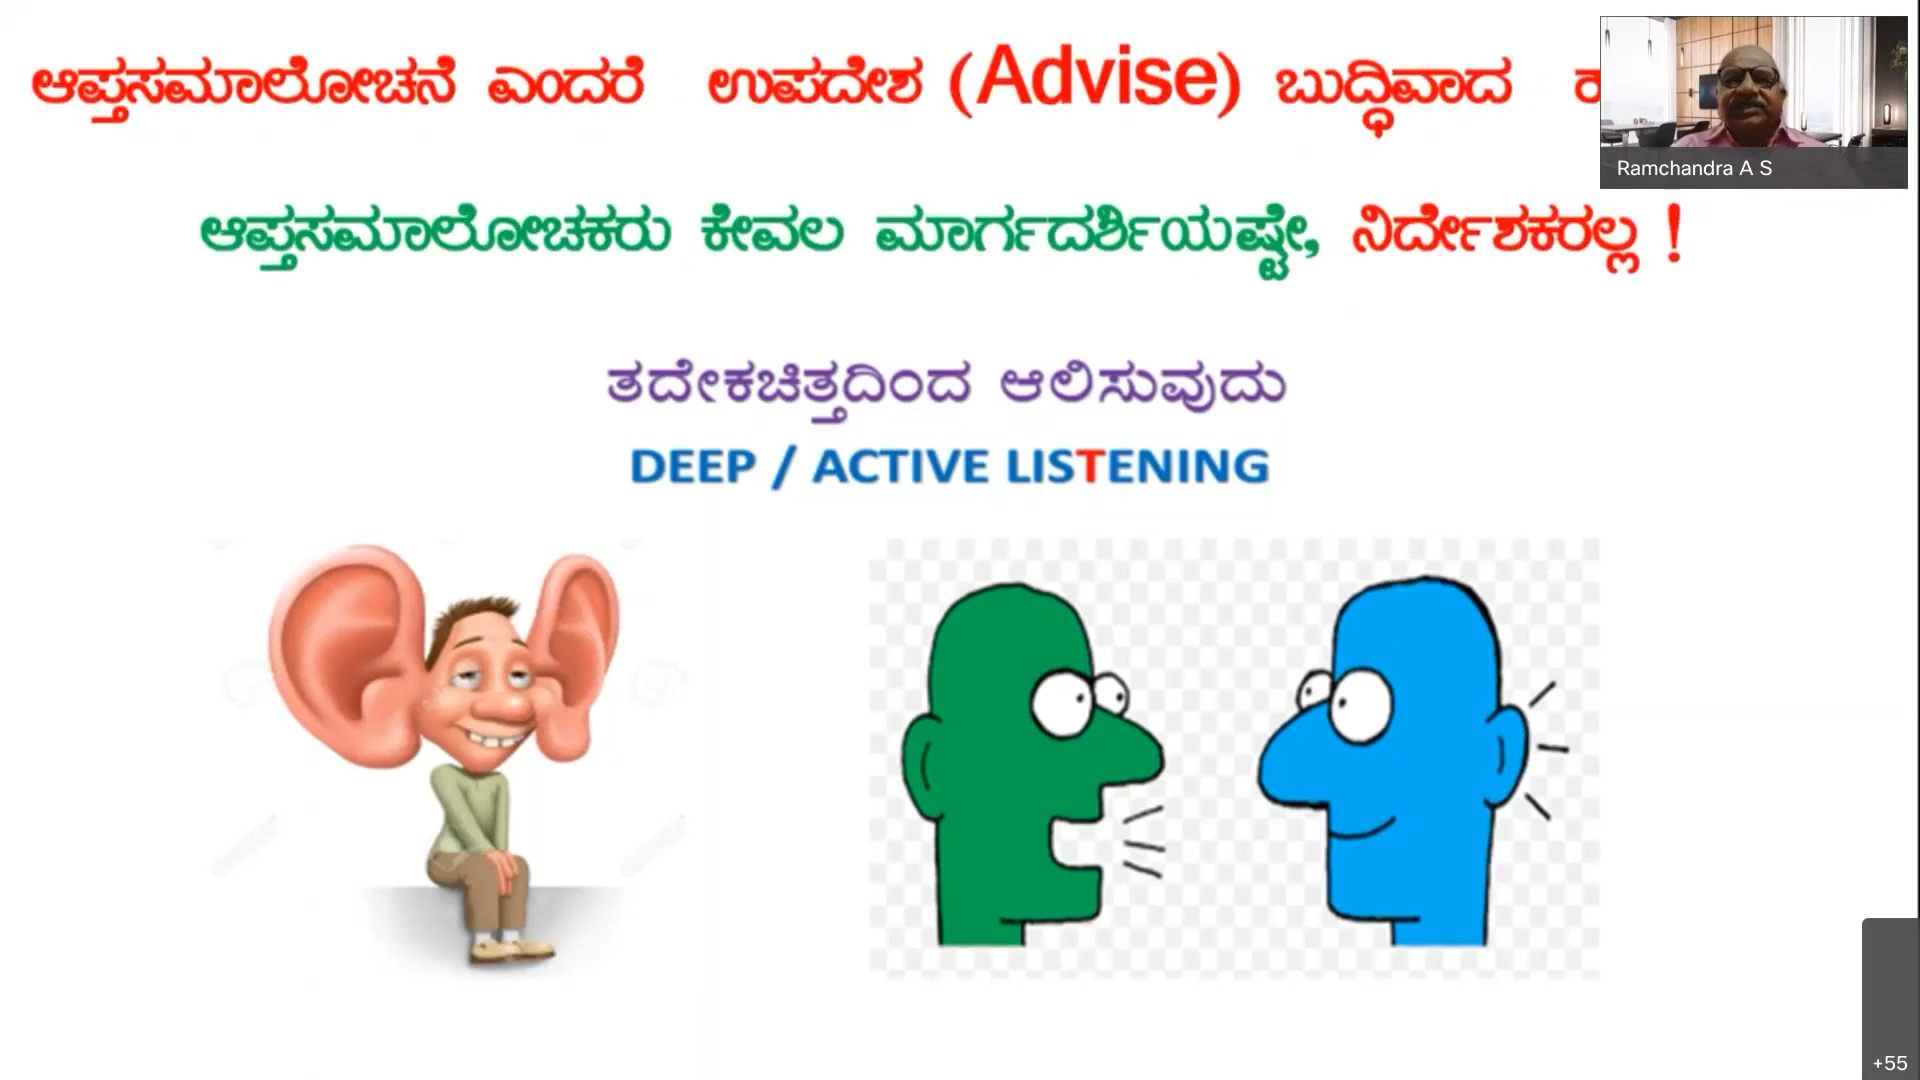 ಆಪ್ತಸಮಾಲೋಚನೆ ಎಂದರೆ ಉಪದೇಶ (Advise) ಬುದ್ಧಿವಾದ
Ramchandra A S
ಆಪ್ತಸಮಾಲೋಚಕರು ಕೇವಲ ಮಾರ್ಗದರ್ಶಿಯಷ್ಟೇ, ನಿರ್ದೇಶಕರಲ್ಲ !
ತದೇಕಚಿತ್ತದಿಂದ ಆಲಿಸುವುದು
DEEP / ACTIVE LISTENING
+55